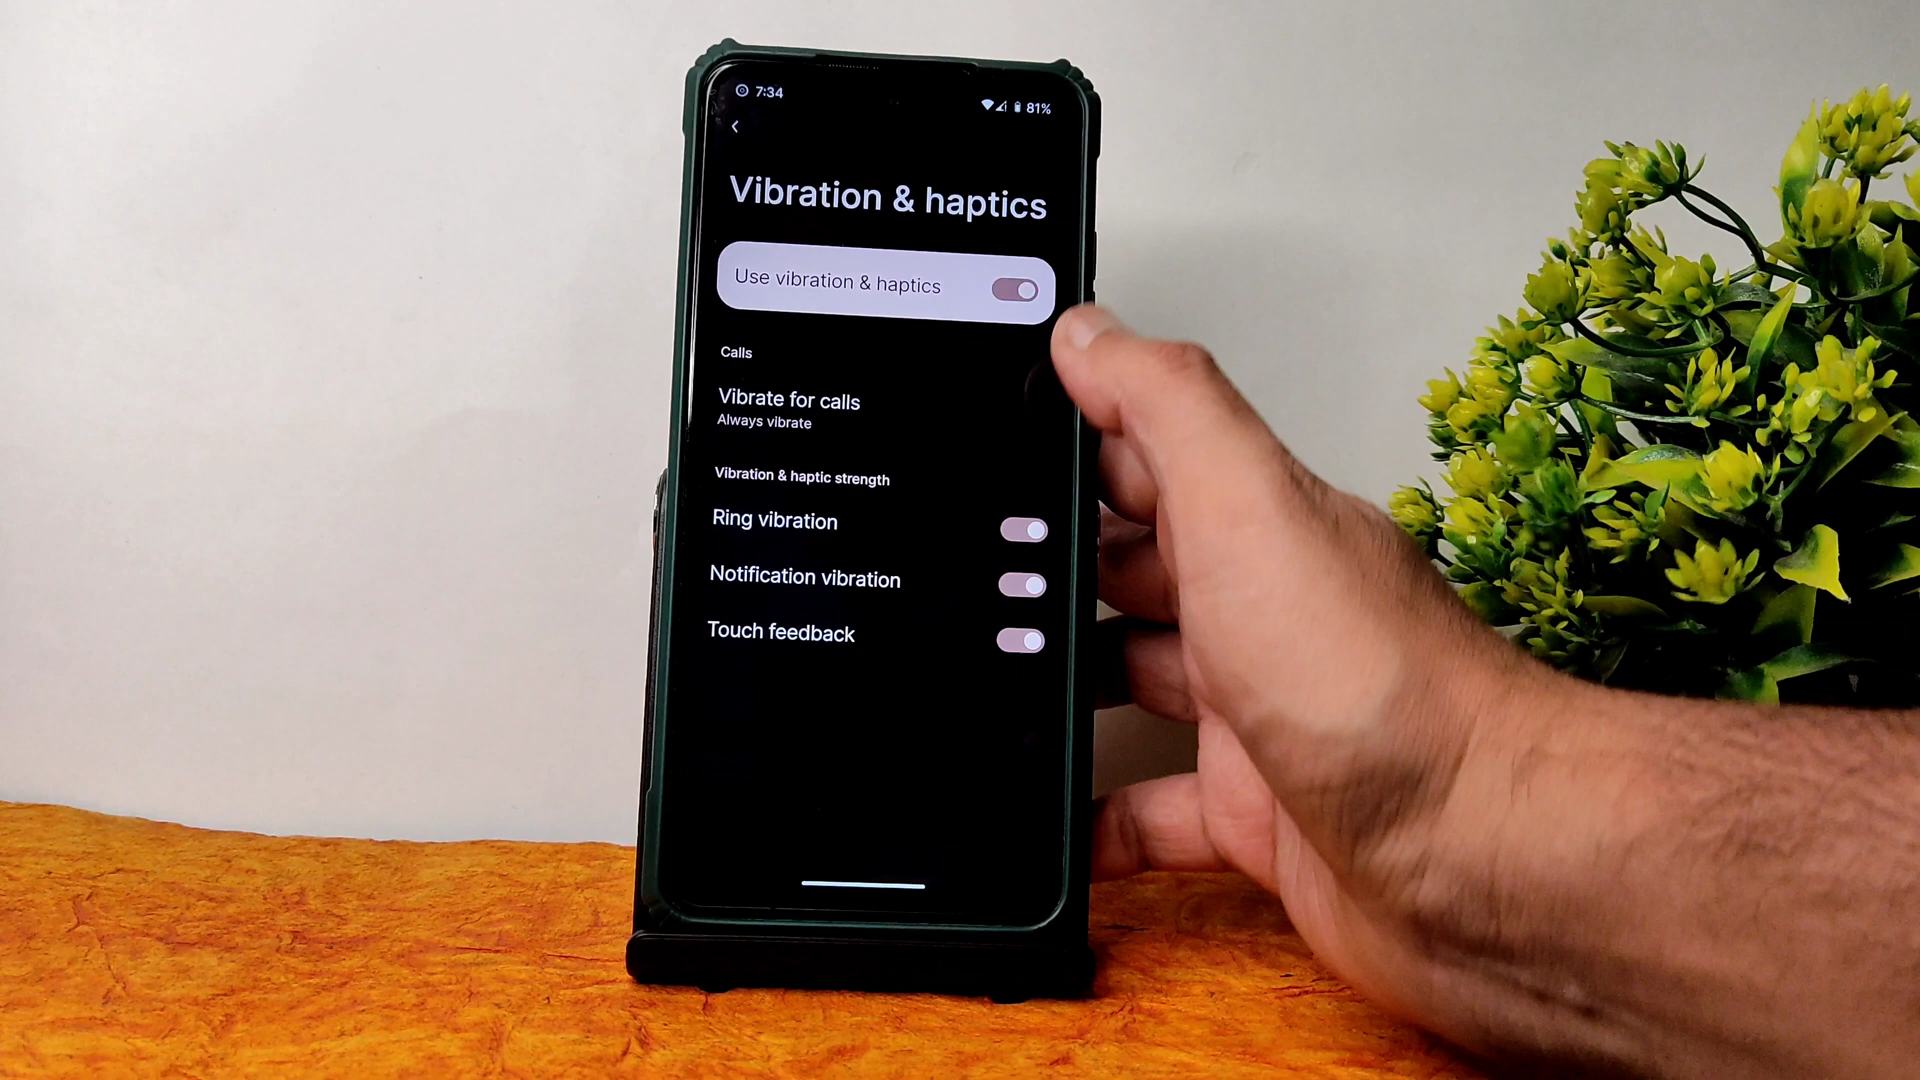 7:34
81%
Vibration & haptics
Use vibration & haptics
Calls
Vibrate for calls
Always vibrate
Vibration & haptic strength
Ring vibration
Notification vibration
Touch feedback